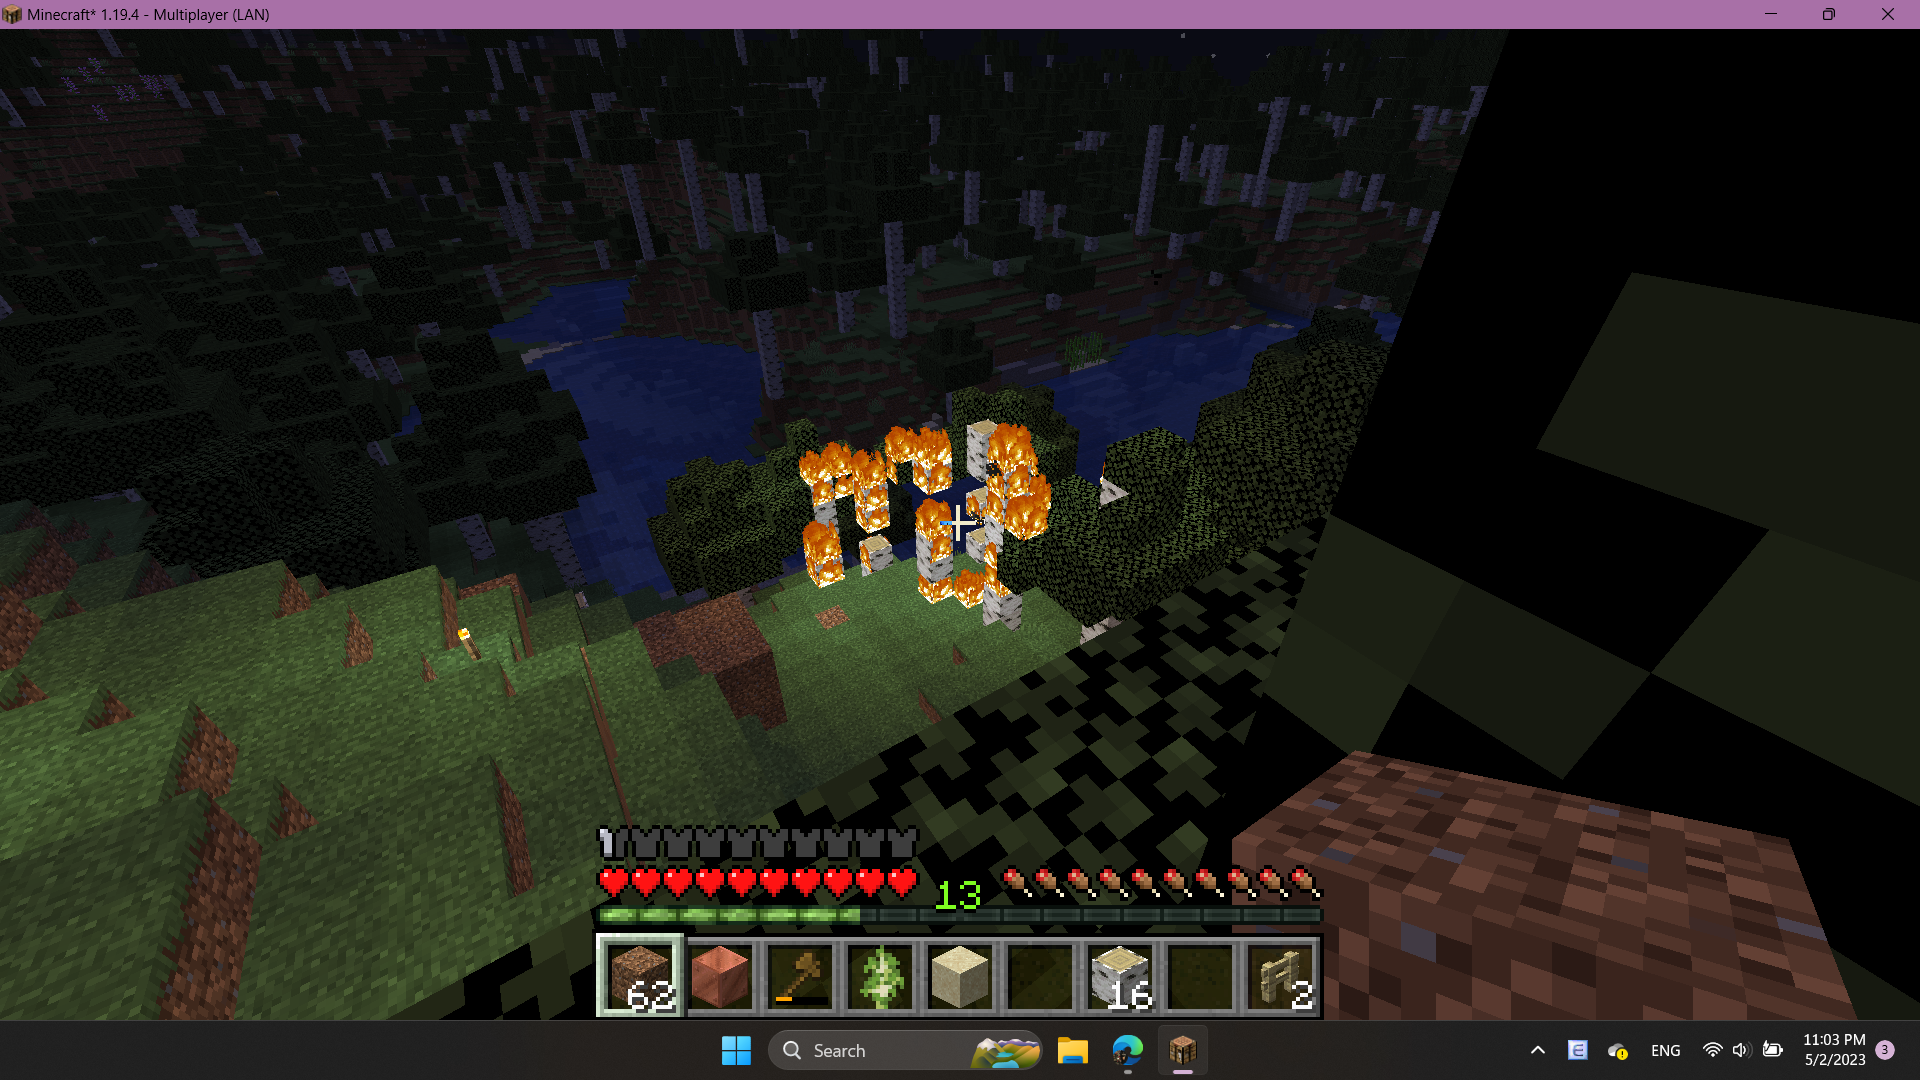 Minecraft* 1.19.4 - Multiplayer (LAN)
13
62
16
2
Search
ENG
11:03 PM
5/2/2023
3